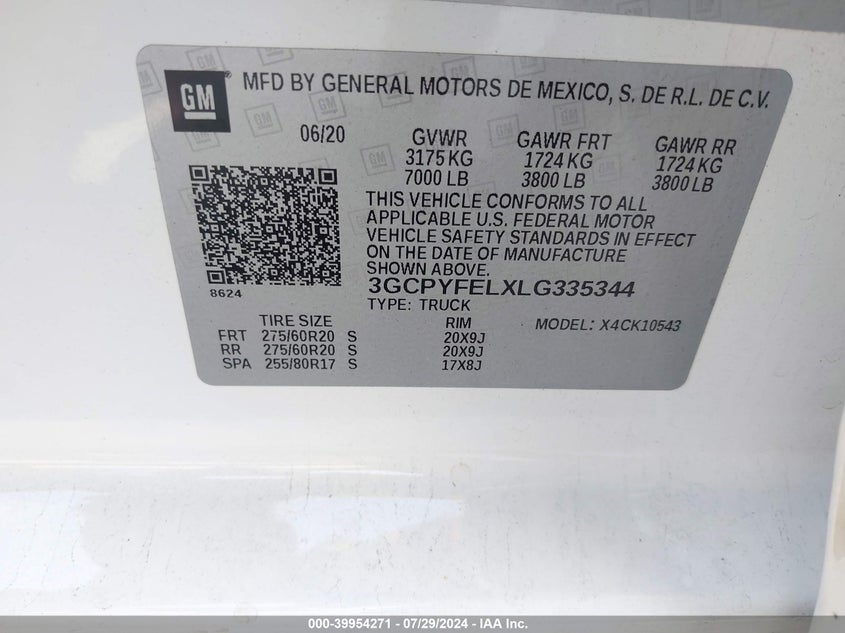 GM MFD BY GENERAL MOTORS DE MEXICO, S. DE R.L. DE C.V.
06/20 GVWR GAWR FRT GAWR RR
3175 KG 1724 KG 1724 KG
7000 LB 3800 LB 3800 LB
THIS VEHICLE CONFORMS TO ALL
APPLICABLE U.S. FEDERAL MOTOR
VEHICLE SAFETY STANDARDS IN EFFECT
ON THE DATE OF MANUFACTURE
SHOWN ABOVE.
3GCPYFELXLG335344
8624
TYPE: TRUCK
TIRE SIZE RIM MODEL: X4CK10543
FRT 275/60R20 S 20X9J
RR 275/60R20 S 20X9J
SPA 255/80R17 S 17X8J
000-39954271 - 07/29/2024 - IAA Inc.